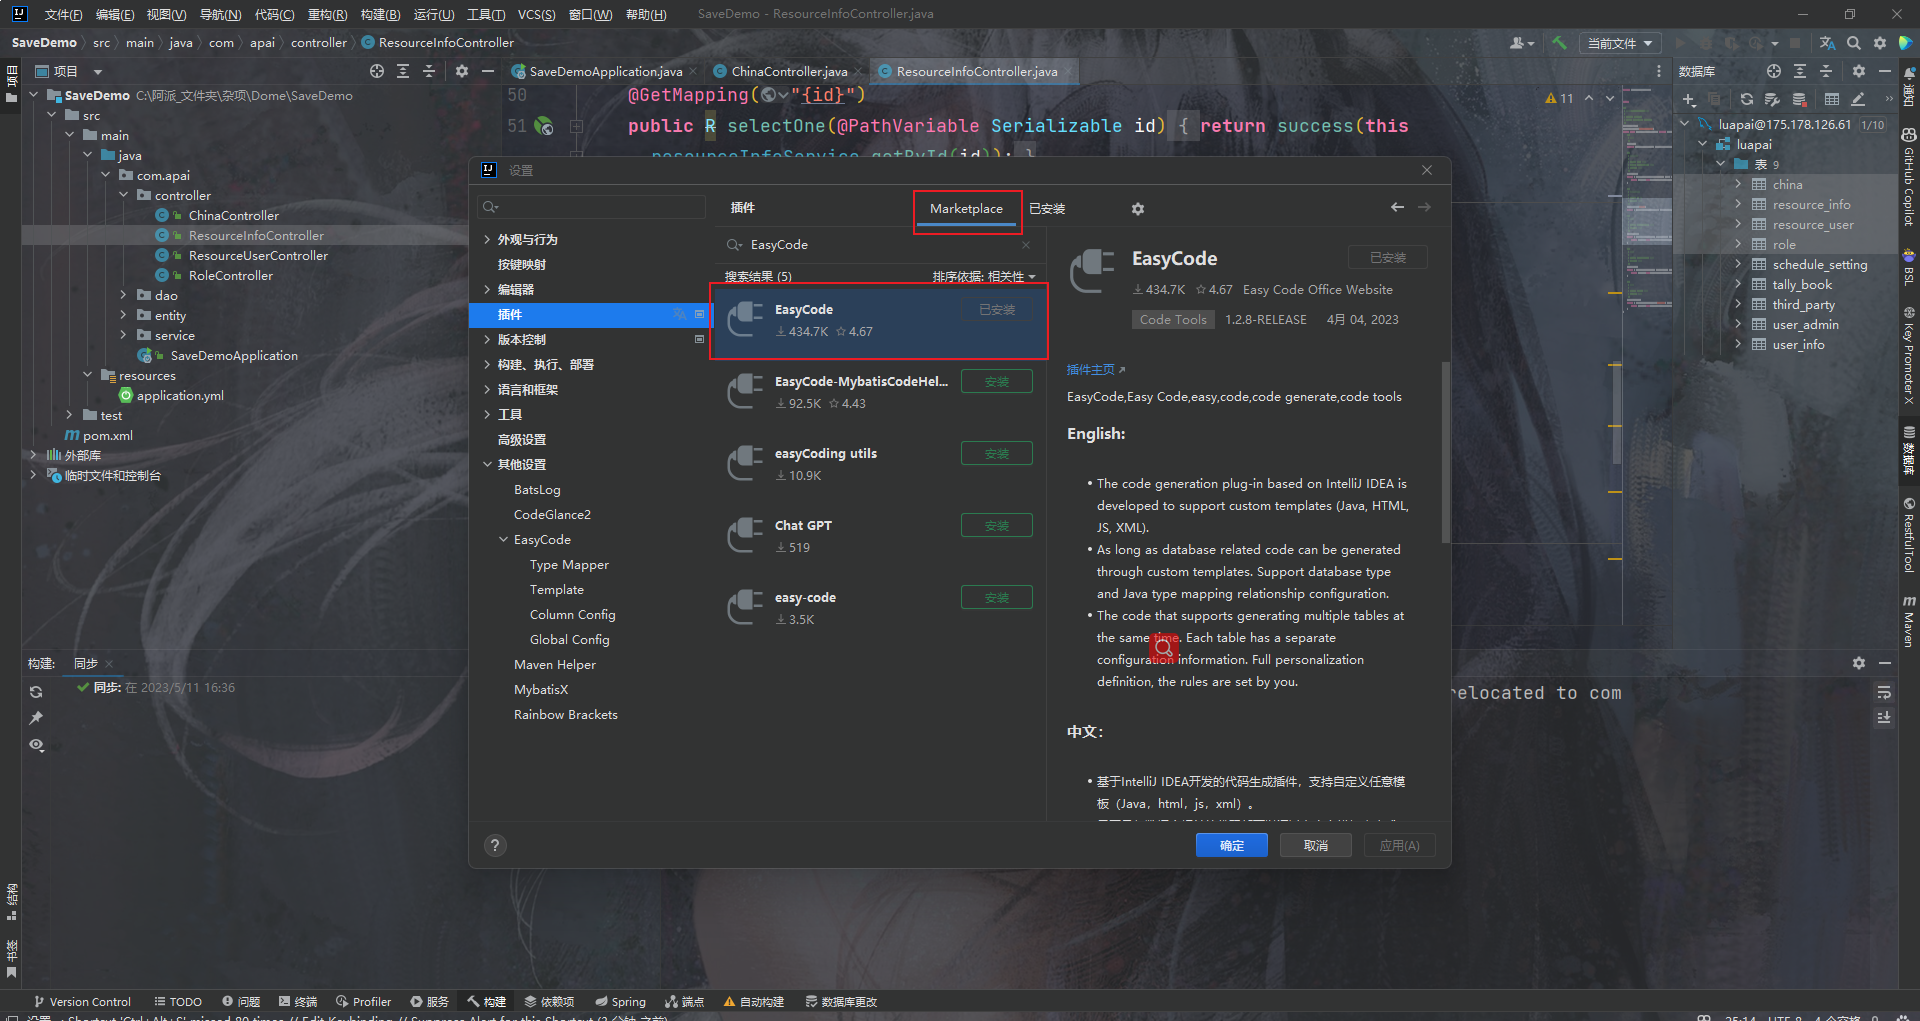 文件(F) 编辑(E) 视图(V) 导航(N) 代码(C) 重构(R) 构建(B) 运行(U) 工具(T) VCS(S) 窗口(W) 帮助(H) SaveDemo - ResourceInfoController.java
SaveDemo src main java com apai controller ResourceInfoController
当前文件
项目
项目
SaveDemo C:\阿派_文件夹\杂项\Dome\SaveDemo
src
main
java
com.apai
controller
ChinaController
ResourceInfoController
ResourceUserController
RoleController
dao
entity
service
SaveDemoApplication
resources
application.yml
test
pom.xml
外部库
临时文件和控制台
SaveDemoApplication.java ChinaController.java ResourceInfoController.java
50 @GetMapping("{id}")
51 public R selectOne(@PathVariable Serializable id) { return success(this
11
数据库
luapai@175.178.126.61 1/10
luapai
表 9
china
resource_info
resource_user
role
schedule_setting
tally_book
third_party
user_admin
user_info
通知
GitHub Copilot
BSL
Key Promoter X
数据库
RestfulTool
Maven
设置
外观与行为
按键映射
编辑器
插件
版本控制
构建、执行、部署
语言和框架
工具
高级设置
其他设置
BatsLog
CodeGlance2
EasyCode
Type Mapper
Template
Column Config
Global Config
Maven Helper
MybatisX
Rainbow Brackets
插件 Marketplace 已安装
EasyCode
搜索结果 (5) 排序依据: 相关性
EasyCode 已安装
434.7K 4.67
EasyCode-MybatisCodeHel... 安装
92.5K 4.43
easyCoding utils 安装
10.9K
Chat GPT 安装
519
easy-code 安装
3.5K
EasyCode 已安装
434.7K 4.67 Easy Code Office Website
Code Tools 1.2.8-RELEASE 4月 04, 2023
插件主页
EasyCode,Easy Code,easy,code,code generate,code tools
English:
• The code generation plug-in based on IntelliJ IDEA is
developed to support custom templates (Java, HTML,
JS, XML).
• As long as database related code can be generated
through custom templates. Support database type
and Java type mapping relationship configuration.
• The code that supports generating multiple tables at
the same time. Each table has a separate
configuration information. Full personalization
definition, the rules are set by you.
中文:
• 基于IntelliJ IDEA开发的代码生成插件，支持自定义任意模
板（Java，html，js，xml）。
? 确定 取消 应用(A)
构建: 同步
同步: 在 2023/5/11 16:36
relocated to com
结构
书签
Version Control TODO 问题 终端 Profiler 服务 构建 依赖项 Spring 端点 自动构建 数据库更改